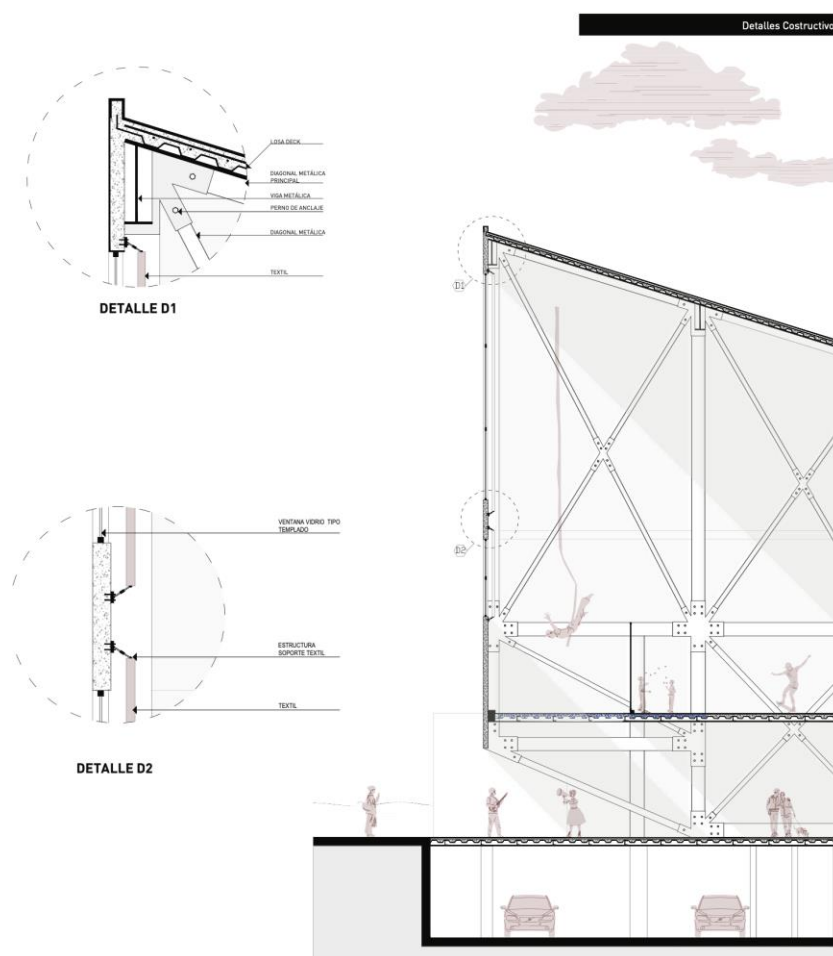 Detalles Costructivo
LOSA DECK
DIAGONAL METÁLICA
PRINCIPAL
VIGA METÁLICA
PERNO DE ANCLAJE
DIAGONAL METÁLICA
TEXTIL
DETALLE D1
D1
VENTANA VIDRIO TIPO
TEMPLADO
D2
ESTRUCTURA
SOPORTE TEXTIL
TEXTIL
DETALLE D2